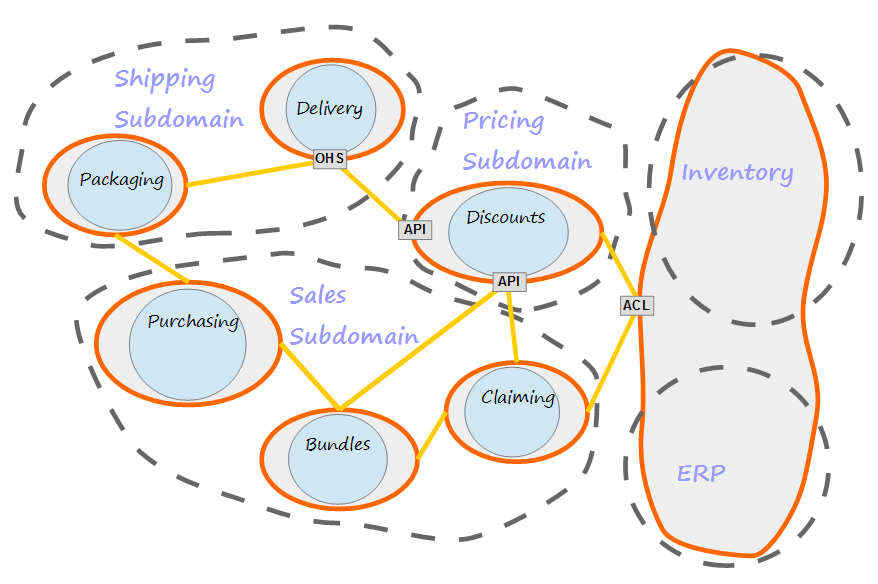 Shipping
Subdomain
Delivery
OHS
Packaging
Pricing
Subdomain
Discounts
API
API
Inventory
ACL
Sales
Subdomain
Purchasing
Bundles
Claiming
ERP